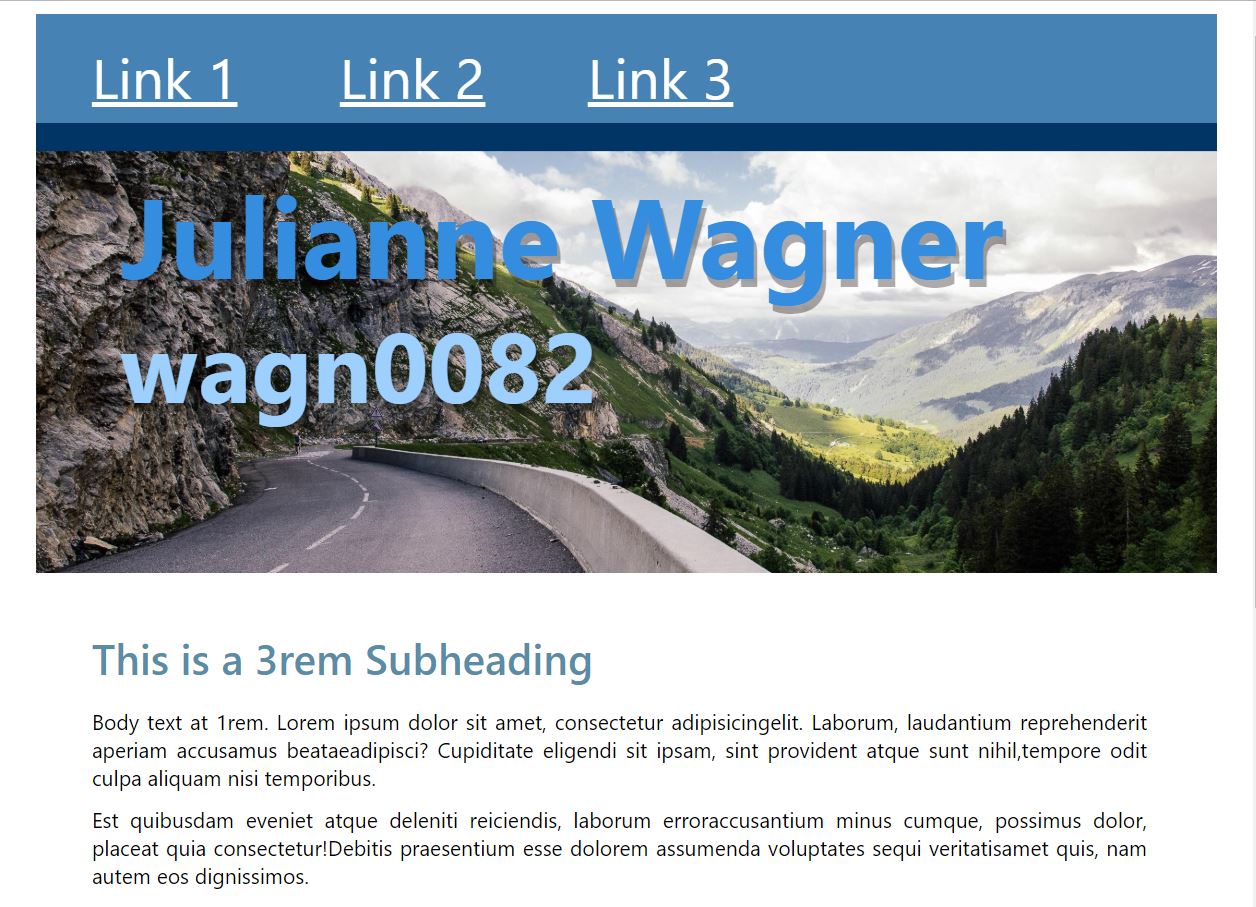 Link 1 Link 2 Link 3
Julianne Wagner
wagn0082
This is a 3rem Subheading
Body text at 1rem. Lorem ipsum dolor sit amet, consectetur adipisicingelit. Laborum, laudantium reprehenderit
aperiam accusamus beataeadipisci? Cupiditate eligendi sit ipsam, sint provident atque sunt nihil,tempore odit
culpa aliquam nisi temporibus.
Est quibusdam eveniet atque deleniti reiciendis, laborum erroraccusantium minus cumque, possimus dolor,
placeat quia consectetur!Debitis praesentium esse dolorem assumenda voluptates sequi veritatisamet quis, nam
autem eos dignissimos.